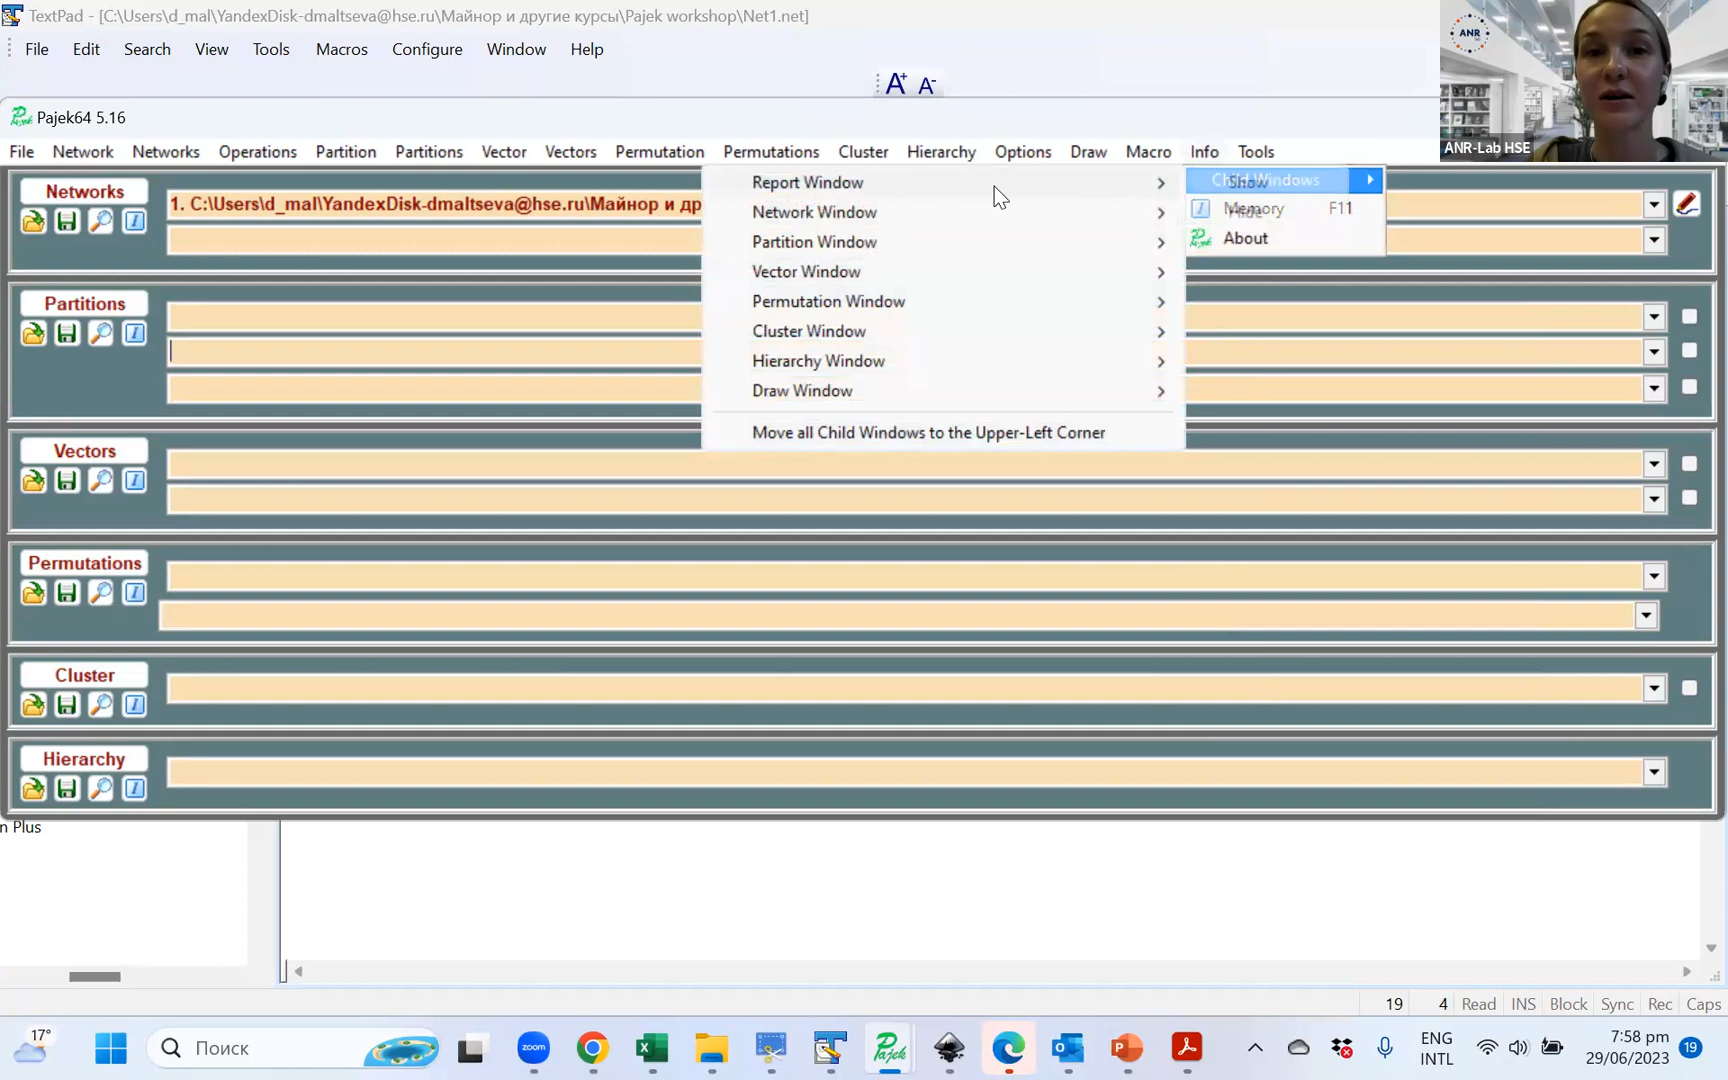 TextPad - [C:\Users\d_mal\YandexDisk-dmaltseva@hse.ru\Майнор и другие курсы\Pajek workshop\Net1.net]
File Edit Search View Tools Macros Configure Window Help
A+ A-
ANR
ANR-Lab HSE
Pajek64 5.16
File Network Networks Operations Partition Partitions Vector Vectors Permutation Permutations Cluster Hierarchy Options Draw Macro Info Tools
Networks
1. C:\Users\d_mal\YandexDisk-dmaltseva@hse.ru\Майнор и др
Report Window
Network Window
Partition Window
Vector Window
Permutation Window
Cluster Window
Hierarchy Window
Draw Window
Move all Child Windows to the Upper-Left Corner
Child Windows
Show
Memory F11
Hide
About
Partitions
Vectors
Permutations
Cluster
Hierarchy
n Plus
19 4 Read INS Block Sync Rec Caps
17°
Поиск
zoom
Pajek
ENG
INTL
7:58 pm
29/06/2023
19